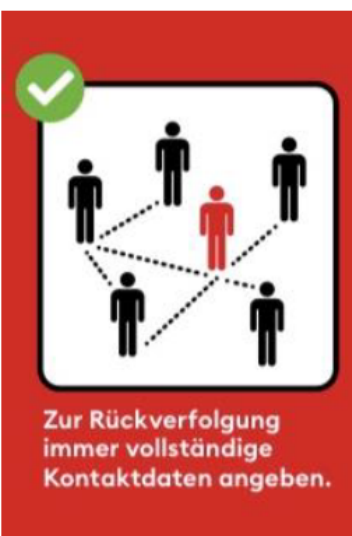 Zur Rückverfolgung
immer vollständige
Kontaktdaten angeben.